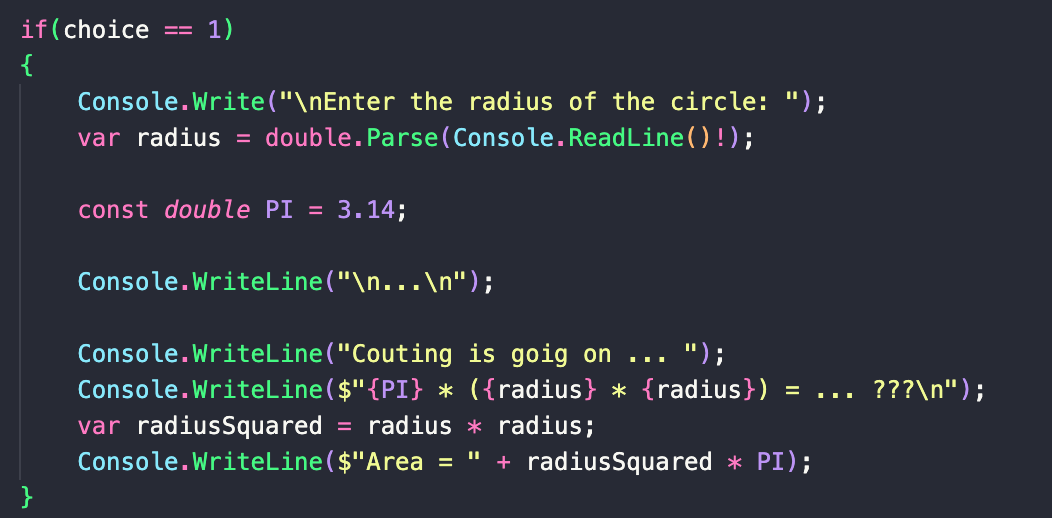 if(choice == 1)
{
    Console.Write("\nEnter the radius of the circle: ");
    var radius = double.Parse(Console.ReadLine()!);

    const double PI = 3.14;

    Console.WriteLine("\n...\n");

    Console.WriteLine("Couting is goig on ... ");
    Console.WriteLine($"{PI} * ({radius} * {radius}) = ... ???\n");
    var radiusSquared = radius * radius;
    Console.WriteLine($"Area = " + radiusSquared * PI);
}